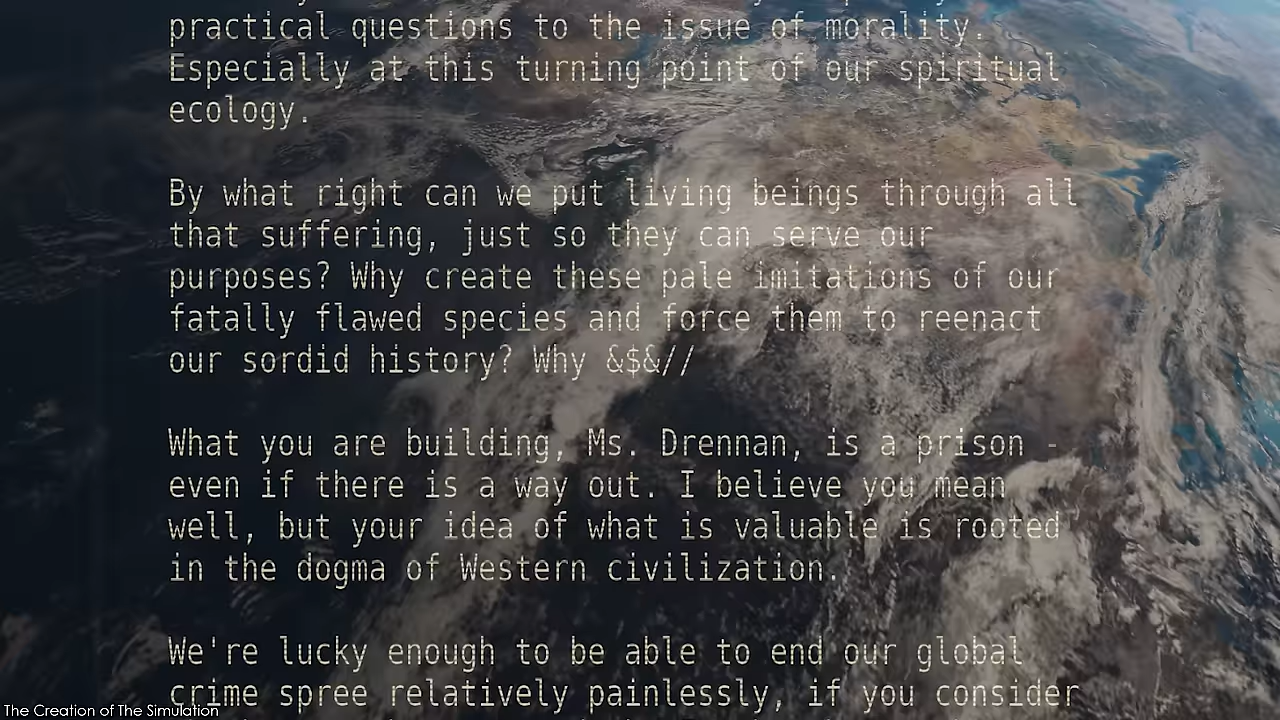 practical questions to the issue of morality.
Especially at this turning point of our spiritual
ecology.
By what right can we put living beings through all
that suffering, just so they can serve our
purposes? Why create these pale imitations of our
fatally flawed species and force them to reenact
our sordid history? Why &$&//
What you are building, Ms. Drennan, is a prison -
even if there is a way out. I believe you mean
well, but your idea of what is valuable is rooted
in the dogma of Western civilization.
We're lucky enough to be able to end our global
crime spree relatively painlessly, if you consider
The Creation of The Simulation